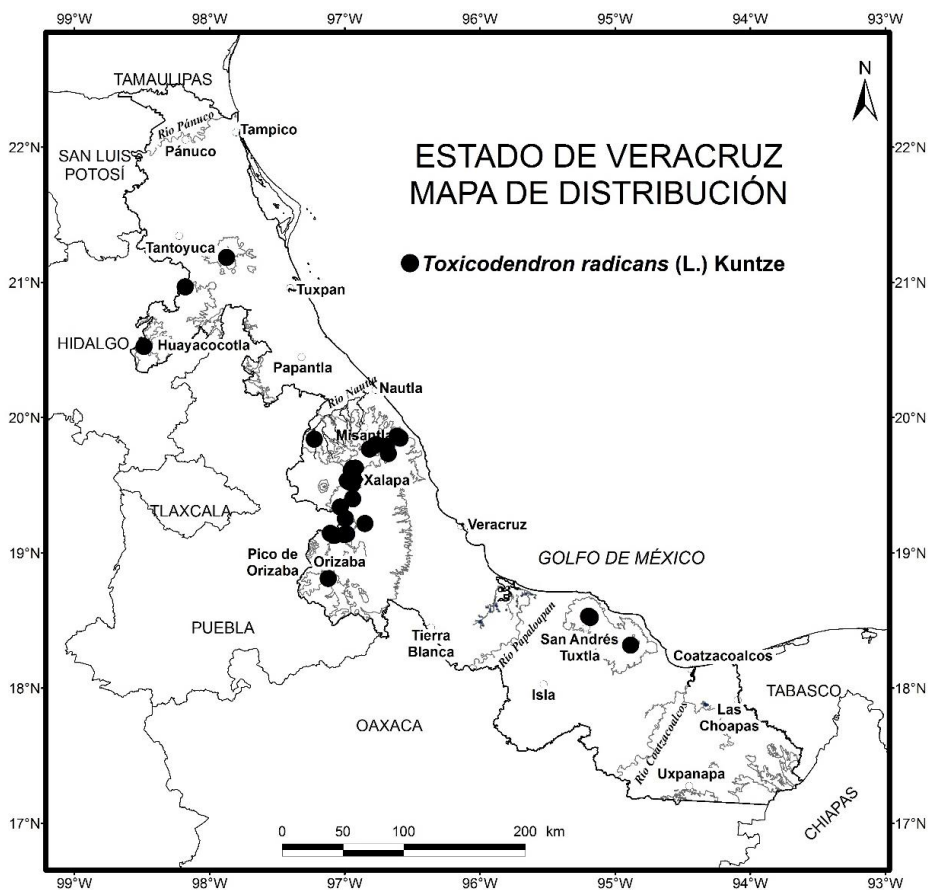 99°W 98°W 97°W 96°W 95°W 94°W 93°W
TAMAULIPAS
N
Río Pánuco
Tampico
22°N
22°N
Pánuco
SAN LUIS
POTOSÍ
ESTADO DE VERACRUZ
MAPA DE DISTRIBUCIÓN
Tantoyuca
Toxicodendron radicans (L.) Kuntze
21°N
21°N
Tuxpan
HIDALGO
Huayacocotla
Papantla
Río Nautla
Nautla
20°N
20°N
Misantla
Xalapa
TLAXCALA
Veracruz
19°N
19°N
Pico de
Orizaba
Orizaba
GOLFO DE MÉXICO
PUEBLA
Río Papaloapan
Tierra
Blanca
San Andrés
Tuxtla
Coatzacoalcos
18°N
18°N
Isla
TABASCO
Las
Choapas
OAXACA
Río Coatzacoalcos
Uxpanapa
CHIAPAS
17°N
17°N
0 50 100 200 km
99°W 98°W 97°W 96°W 95°W 94°W 93°W